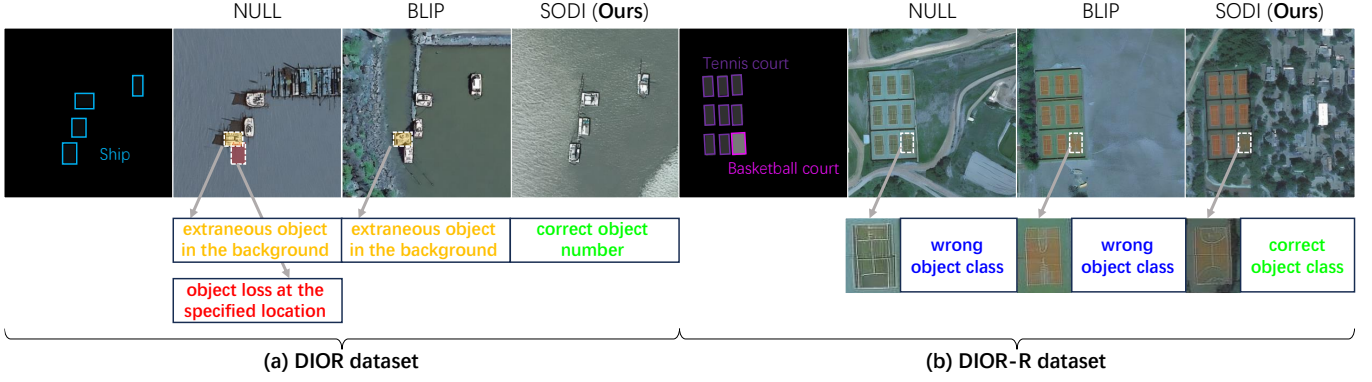 NULL
BLIP
SODI (Ours)
NULL
BLIP
SODI (Ours)
Ship
Tennis court
Basketball court
extraneous object
in the background
extraneous object
in the background
correct object
number
object loss at the
specified location
wrong
object class
wrong
object class
correct
object class
(a) DIOR dataset
(b) DIOR-R dataset